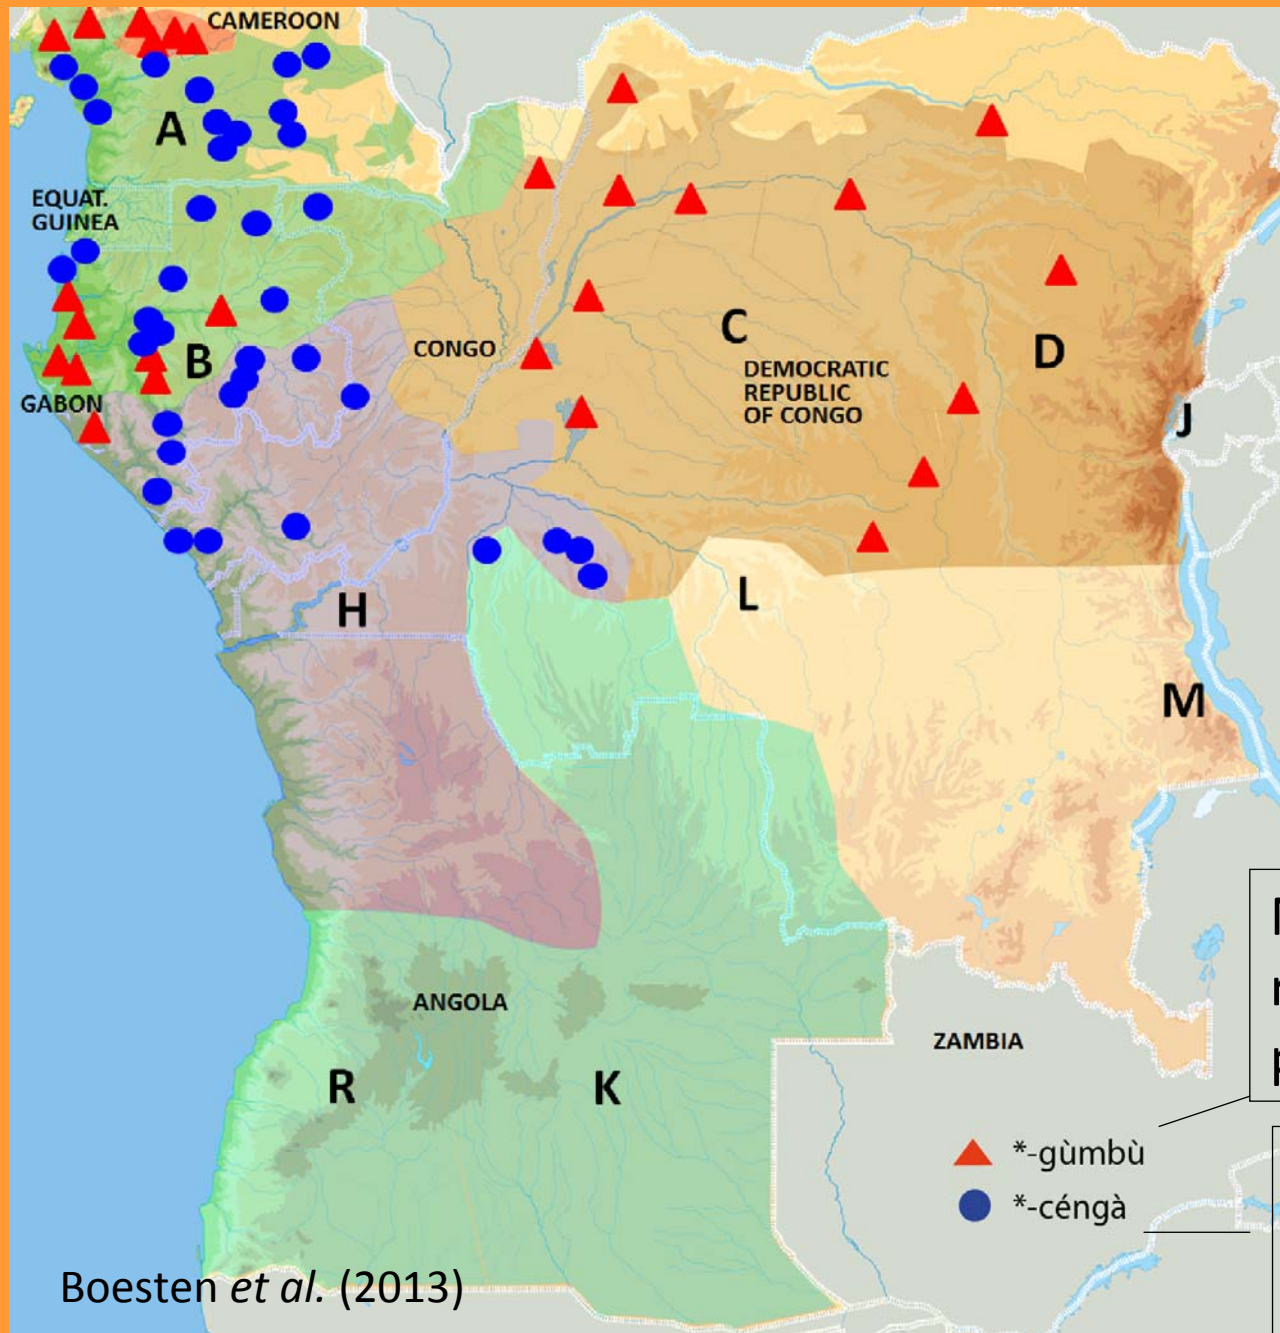 CAMEROON
A
EQUAT.
GUINEA
C
CONGO
B
D
DEMOCRATIC
REPUBLIC
OF CONGO
GABON
J
L
H
M
ANGOLA
ZAMBIA
R
K
*-gùmbù
*-céngà
Boesten et al. (2013)